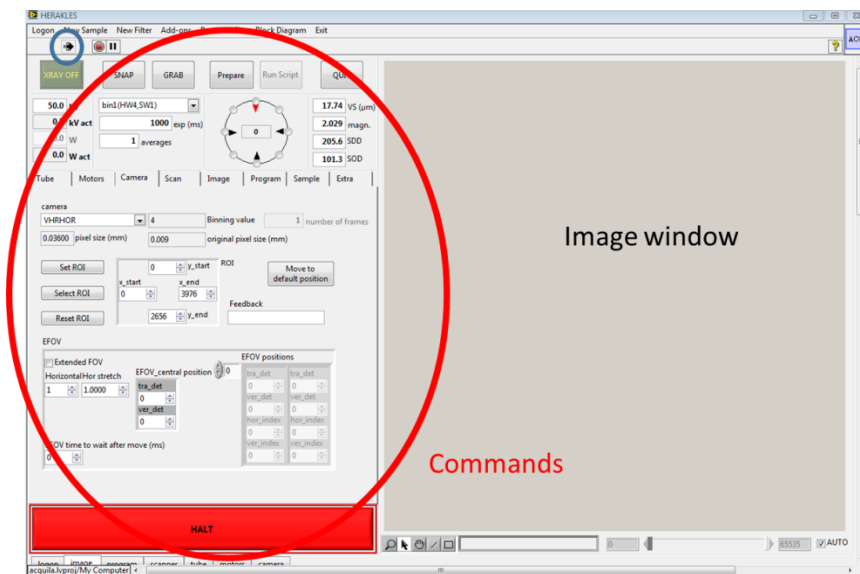 HERAKLES
Logon New Sample New Filter Add-ons Block Diagram Exit
ACQ
XRAY OFF SNAP GRAB Prepare Run Script
50.0 bin1(HW4,SW1) 17.74 VS (µm)
kV act 1000 exp (ms) 2.029 magn.
W 1 averages 0 205.6 SDD
0.0 W act 101.3 SOD
Tube Motors Camera Scan Image Program Sample Extra
camera
VHRHOR 4 Binning value 1 number of frames
0.03600 pixel size (mm) 0.009 original pixel size (mm)
Set ROI 0 y_start ROI Move to
default position
x_start x_end
Select ROI 0 3976
Feedback
Reset ROI 2656 y_end
EFOV
Extended FOV EFOV positions
Horizontal Hor stretch EFOV_central position 0 tra_det tra_det
1 1.0000 tra_det 0 0
0 ver_det ver_det
ver_det 0 0
0 hor_index hor_index
0 0
time to wait after move (ms) ver_index ver_index
0 0 0
HALT
Image window
Commands
0 65535 AUTO
logon image program scanner tube motors camera
acquila.lvproj/My Computer